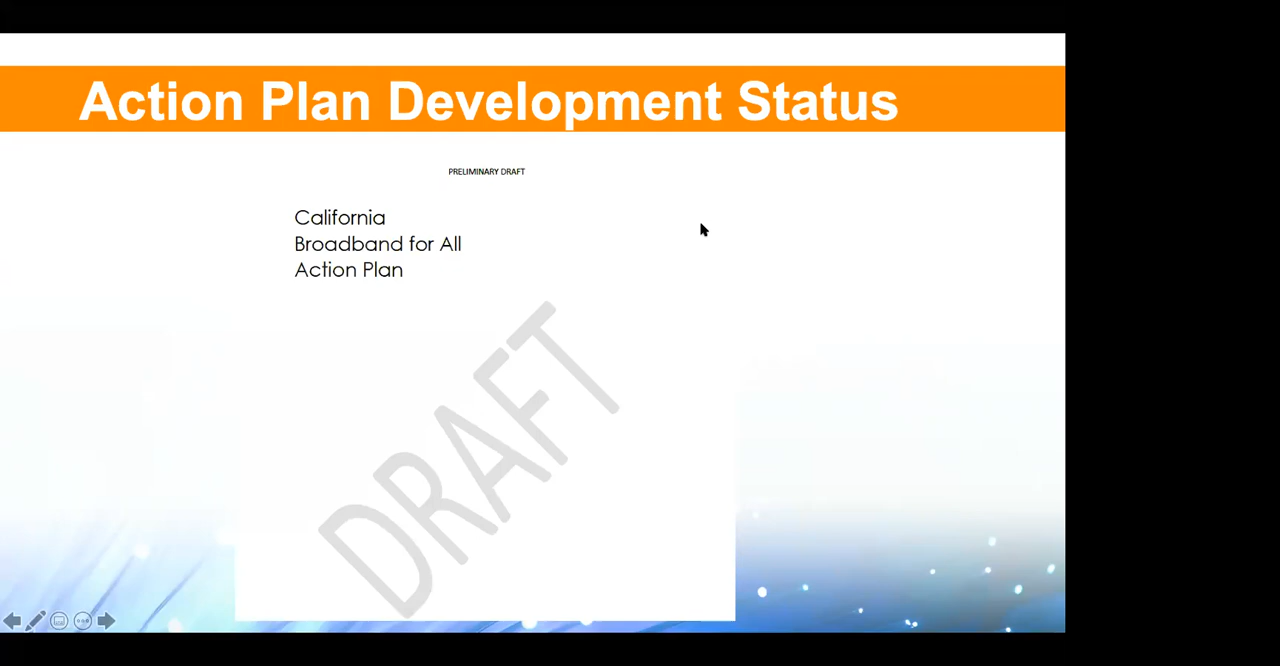 Action Plan Development Status
PRELIMINARY DRAFT
California
Broadband for All
Action Plan
DRAFT